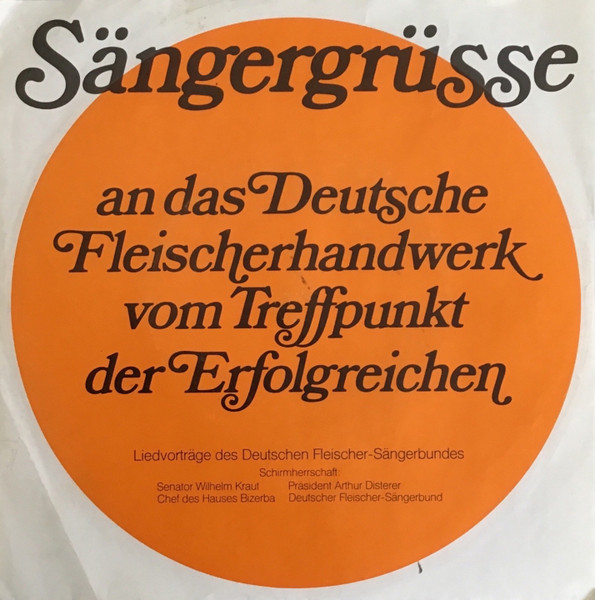 Sängergrüsse
an das Deutsche
Fleischerhandwerk
vom Treffpunkt
der Erfolgreichen
Liedvorträge des Deutschen Fleischer-Sängerbundes
Schirmherrschaft:
Senator Wilhelm Kraut Präsident Arthur Disterer
Chef des Hauses Bizerba Deutscher Fleischer-Sängerbund